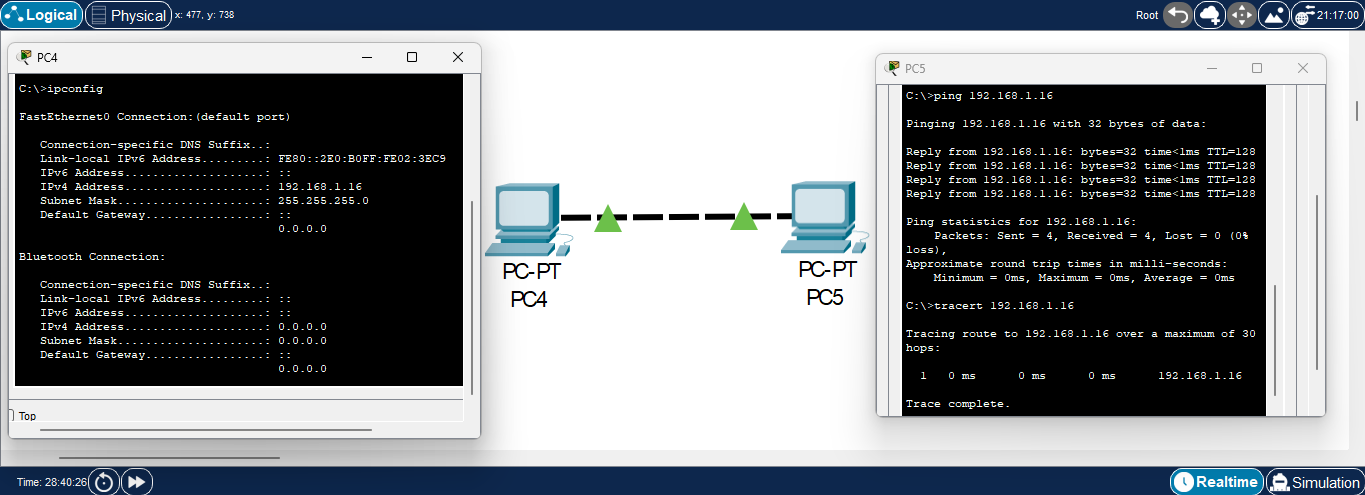 Logical Physical x: 477, y: 738 Root 21:17:00
PC4
C:\>ipconfig
FastEthernet0 Connection:(default port)
Connection-specific DNS Suffix..:
Link-local IPv6 Address.........: FE80::2E0:B0FF:FE02:3EC9
IPv6 Address....................: ::
IPv4 Address....................: 192.168.1.16
Subnet Mask.....................: 255.255.255.0
Default Gateway.................: ::
0.0.0.0
Bluetooth Connection:
Connection-specific DNS Suffix..:
Link-local IPv6 Address.........: ::
IPv6 Address....................: ::
IPv4 Address....................: 0.0.0.0
Subnet Mask.....................: 0.0.0.0
Default Gateway.................: ::
0.0.0.0
Top
PC-PT
PC4
PC-PT
PC5
PC5
C:\>ping 192.168.1.16
Pinging 192.168.1.16 with 32 bytes of data:
Reply from 192.168.1.16: bytes=32 time<1ms TTL=128
Reply from 192.168.1.16: bytes=32 time<1ms TTL=128
Reply from 192.168.1.16: bytes=32 time<1ms TTL=128
Reply from 192.168.1.16: bytes=32 time<1ms TTL=128
Ping statistics for 192.168.1.16:
Packets: Sent = 4, Received = 4, Lost = 0 (0%
loss),
Approximate round trip times in milli-seconds:
Minimum = 0ms, Maximum = 0ms, Average = 0ms
C:\>tracert 192.168.1.16
Tracing route to 192.168.1.16 over a maximum of 30
hops:
1 0 ms 0 ms 0 ms 192.168.1.16
Trace complete.
Time: 28:40:26 Realtime Simulation